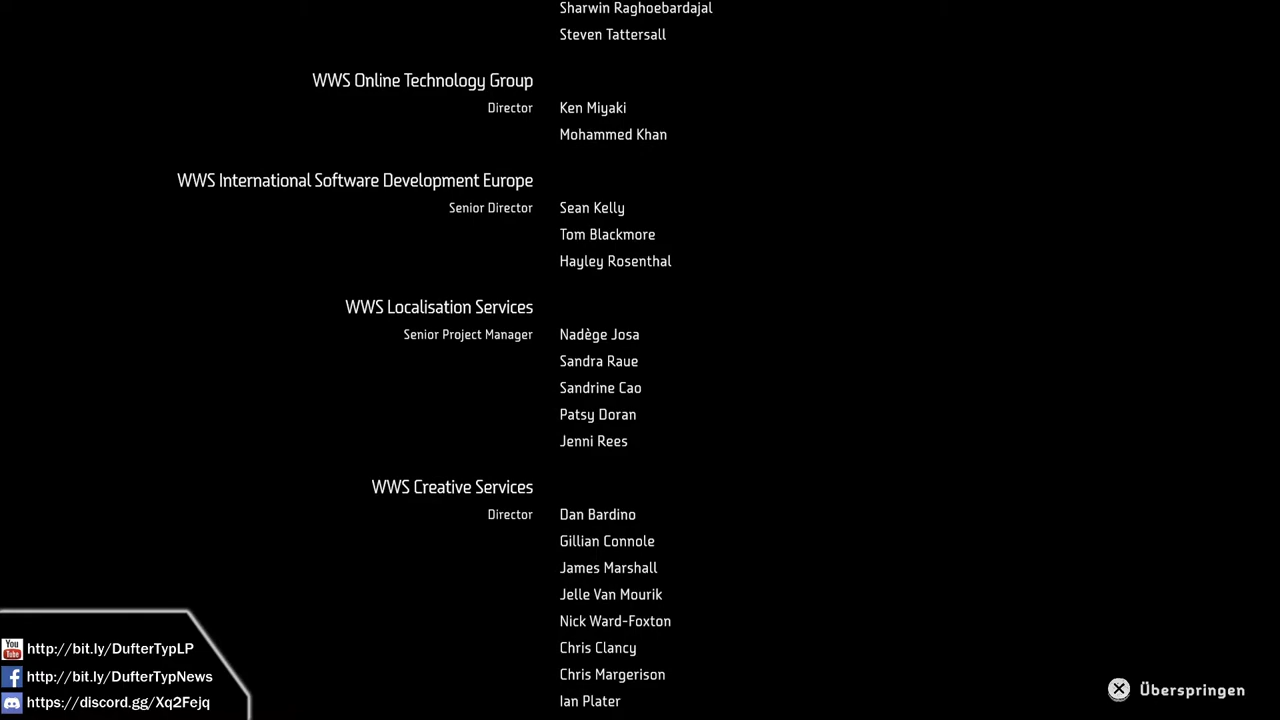 Sharwin Raghoebardajal
Steven Tattersall
WWS Online Technology Group
Director Ken Miyaki
Mohammed Khan
WWS International Software Development Europe
Senior Director Sean Kelly
Tom Blackmore
Hayley Rosenthal
WWS Localisation Services
Senior Project Manager Nadège Josa
Sandra Raue
Sandrine Cao
Patsy Doran
Jenni Rees
WWS Creative Services
Director Dan Bardino
Gillian Connole
James Marshall
Jelle Van Mourik
Nick Ward-Foxton
Chris Clancy
Chris Margerison
Ian Plater
You Tube http://bit.ly/DufterTypLP
http://bit.ly/DufterTypNews
https://discord.gg/Xq2Fejq
Überspringen